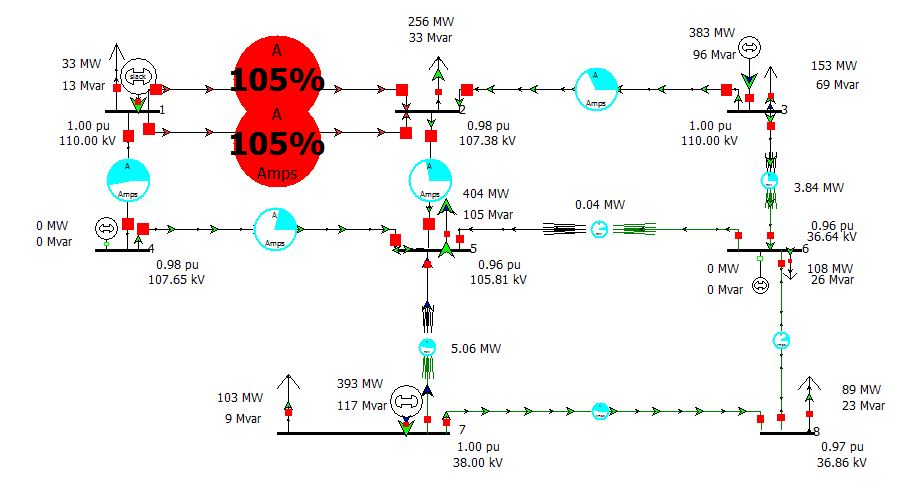 256 MW
33 Mvar
383 MW
96 Mvar
33 MW
13 Mvar
slack
A
105%
A
105%
Amps
A
Amps
153 MW
69 Mvar
1
2
3
1.00 pu
110.00 kV
0.98 pu
107.38 kV
1.00 pu
110.00 kV
A
Amps
A
Amps
404 MW
105 Mvar
3.84 MW
0 MW
0 Mvar
A
Amps
0.04 MW
0.96 pu
36.64 kV
4
5
6
0.98 pu
107.65 kV
0.96 pu
105.81 kV
0 MW
0 Mvar
108 MW
26 Mvar
5.06 MW
103 MW
9 Mvar
393 MW
117 Mvar
89 MW
23 Mvar
7
8
1.00 pu
38.00 kV
0.97 pu
36.86 kV